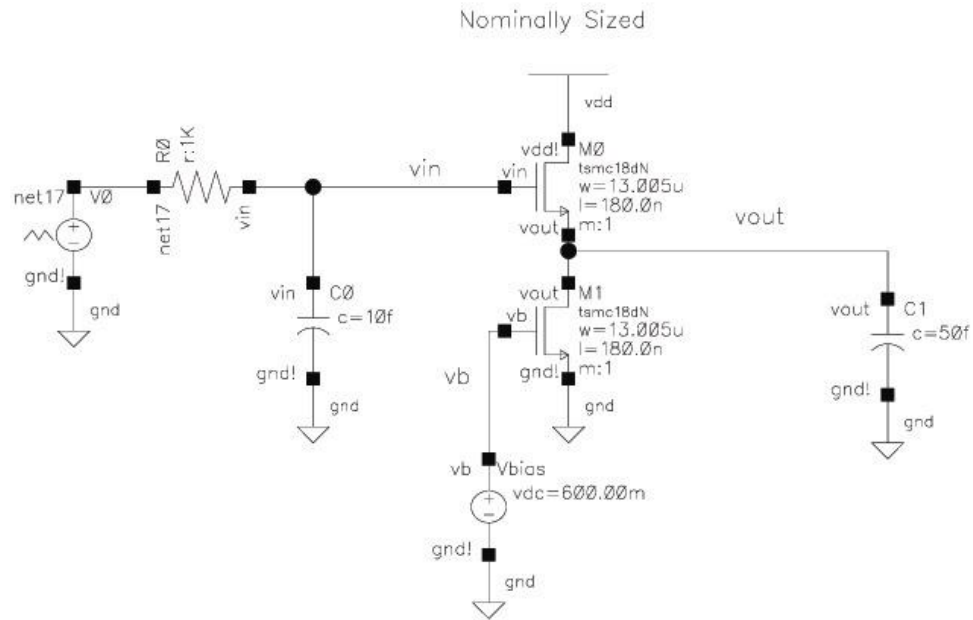 Nominally Sized
vdd
vdd! M0
tsmc18dN
w=13.005u
l=180.0n
m:1
vin
vin
vout
vout
R0
r:1K
net17
vin
net17 V0
gnd!
gnd
vin C0
c=10f
gnd!
gnd
vout M1
tsmc18dN
w=13.005u
l=180.0n
m:1
vb
gnd!
gnd
vb
vout C1
c=50f
gnd!
gnd
vb Vbias
vdc=600.00m
gnd!
gnd